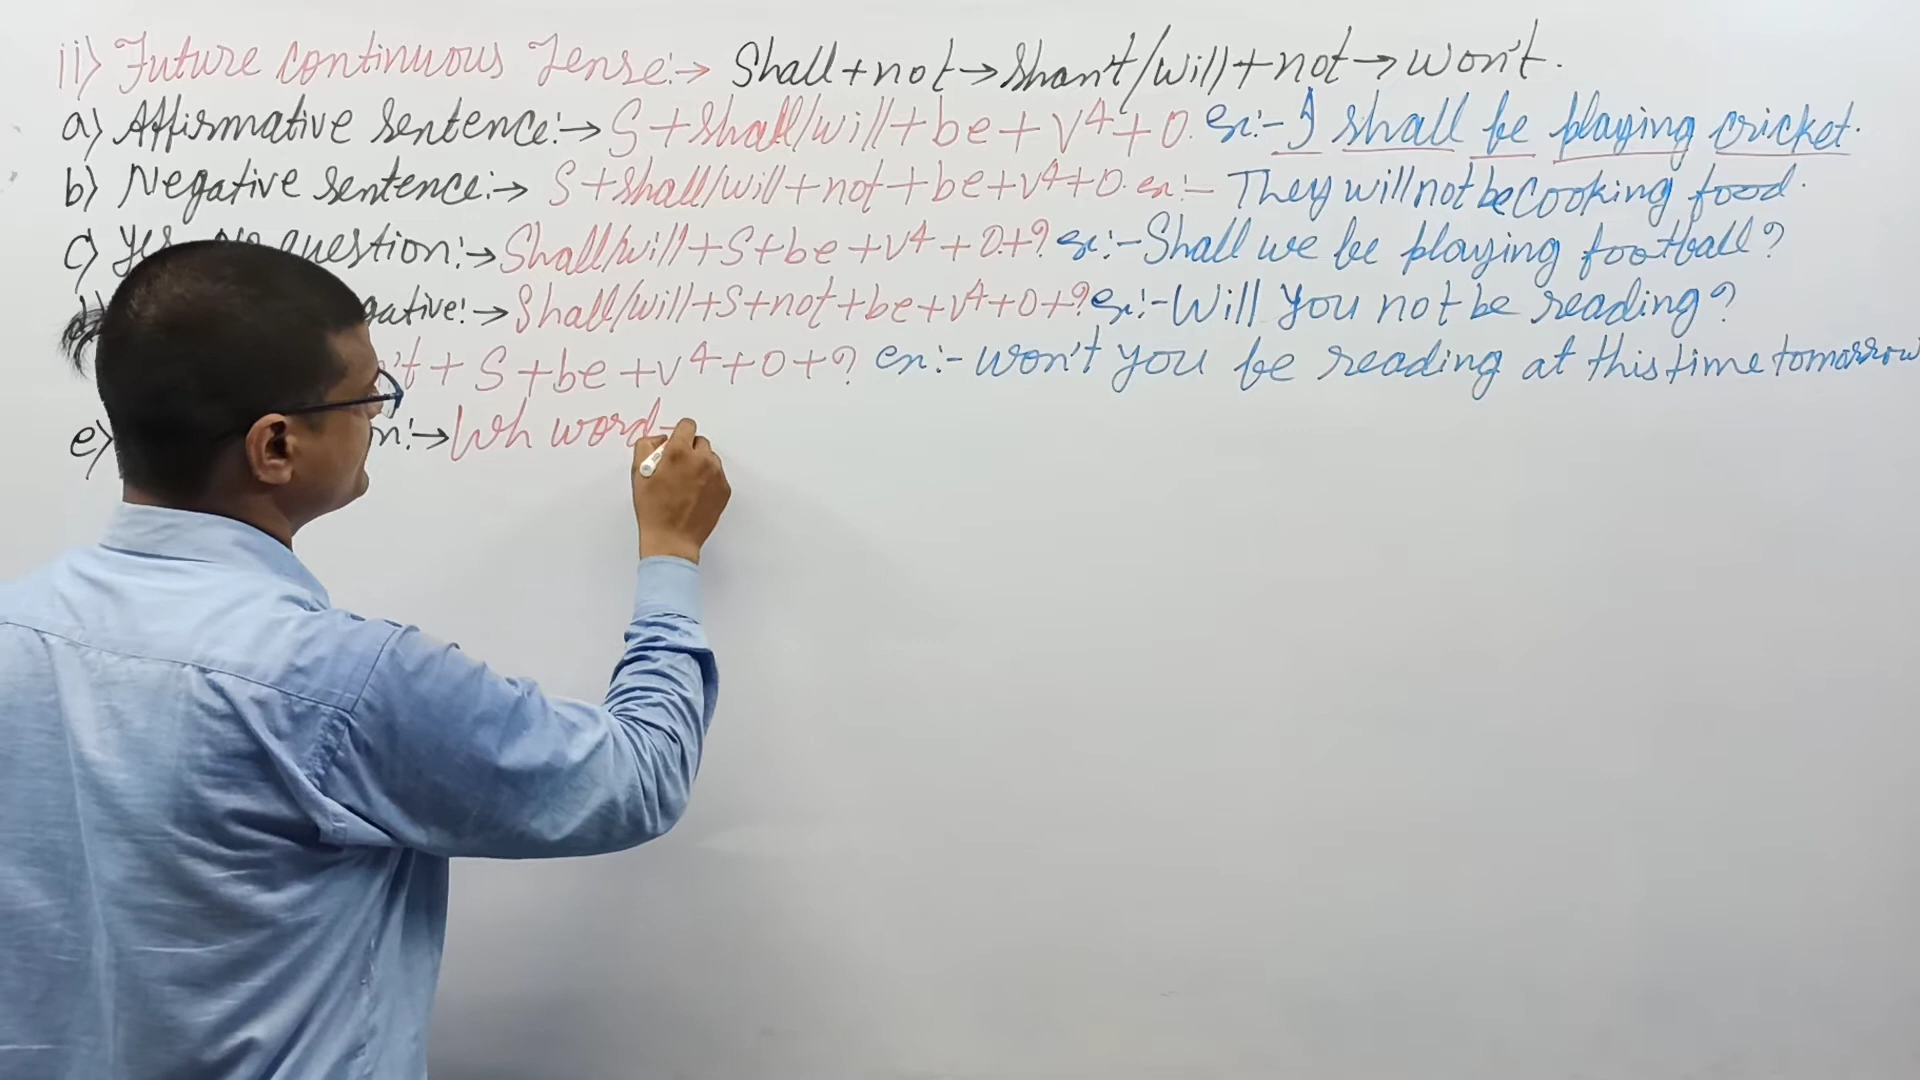 ii) Future continuous Tense:→ Shall+not→shan't/will+not→won't.
a) Affirmative sentence:→ S+shall/will+be+V4+O. ex:- I shall be playing cricket.
b) Negative sentence:→ S+shall/will+not+be+V4+O. ex:- They will not be cooking food.
c) question:→ Shall/will+S+be+V4+O+? ex:- Shall we be playing football?
gative:→ Shall/will+S+not+be+V4+O+? ex:- Will you not be reading?
't + S+be+V4+O+? ex:- won't you be reading at this time tomorrow
e) n:→ Wh word